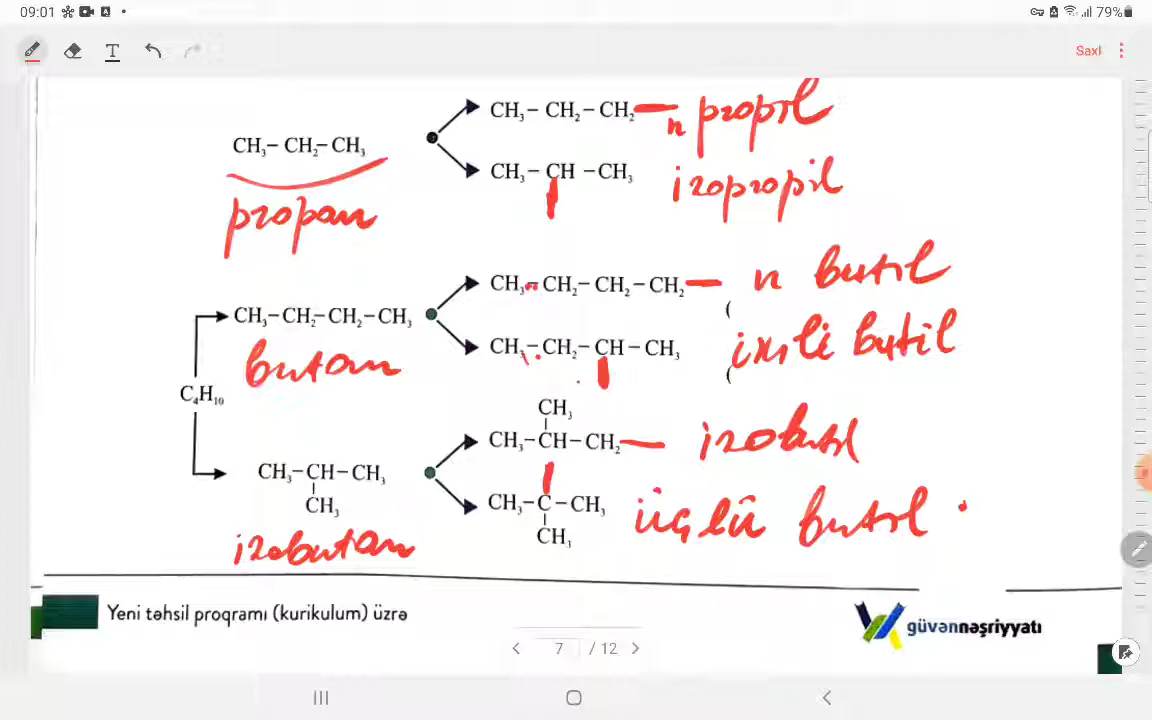 09:01
79%
T
Saxl
CH₃– CH₂–CH₂ n propil
CH₃– CH₂–CH₃
CH₃– CH –CH₃ izopropil
propan
CH₃–CH₂– CH₂– CH₂ n butil
CH₃–CH₂–CH₂–CH₃
(
CH₃–CH₂–CH–CH₃ ikili butil
butan
(
C₄H₁₀
CH₃
CH₃–CH–CH₂ izobutil
CH₃–CH–CH₃
CH₃
CH₃–C–CH₃ üçlü butil
CH₃
izobutan
Yeni təhsil proqramı (kurikulum) üzrə
güvənnəşriyyatı
7 / 12